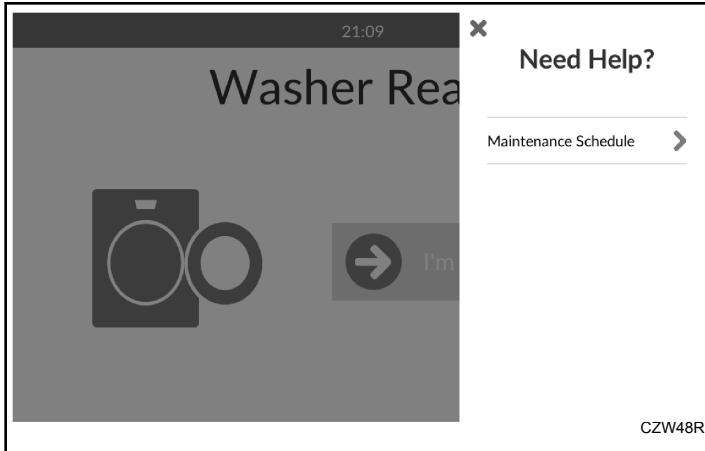 21:09
Washer Rea
I'm
Need Help?
Maintenance Schedule
CZW48R